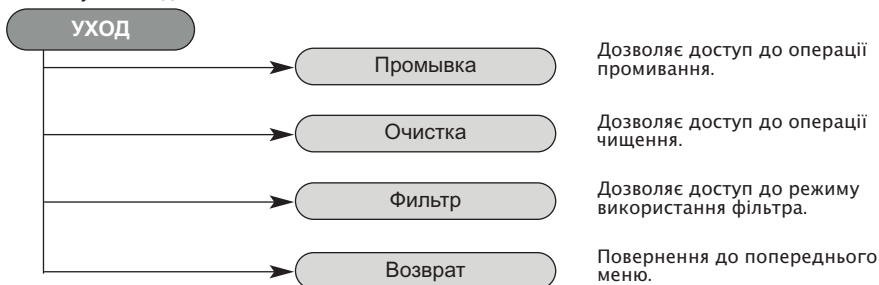 УХОД
Промывка
Дозволяє доступ до операції
промивання.
Очистка
Дозволяє доступ до операції
чищення.
Фильтр
Дозволяє доступ до режиму
використання фільтра.
Возврат
Повернення до попереднього
меню.